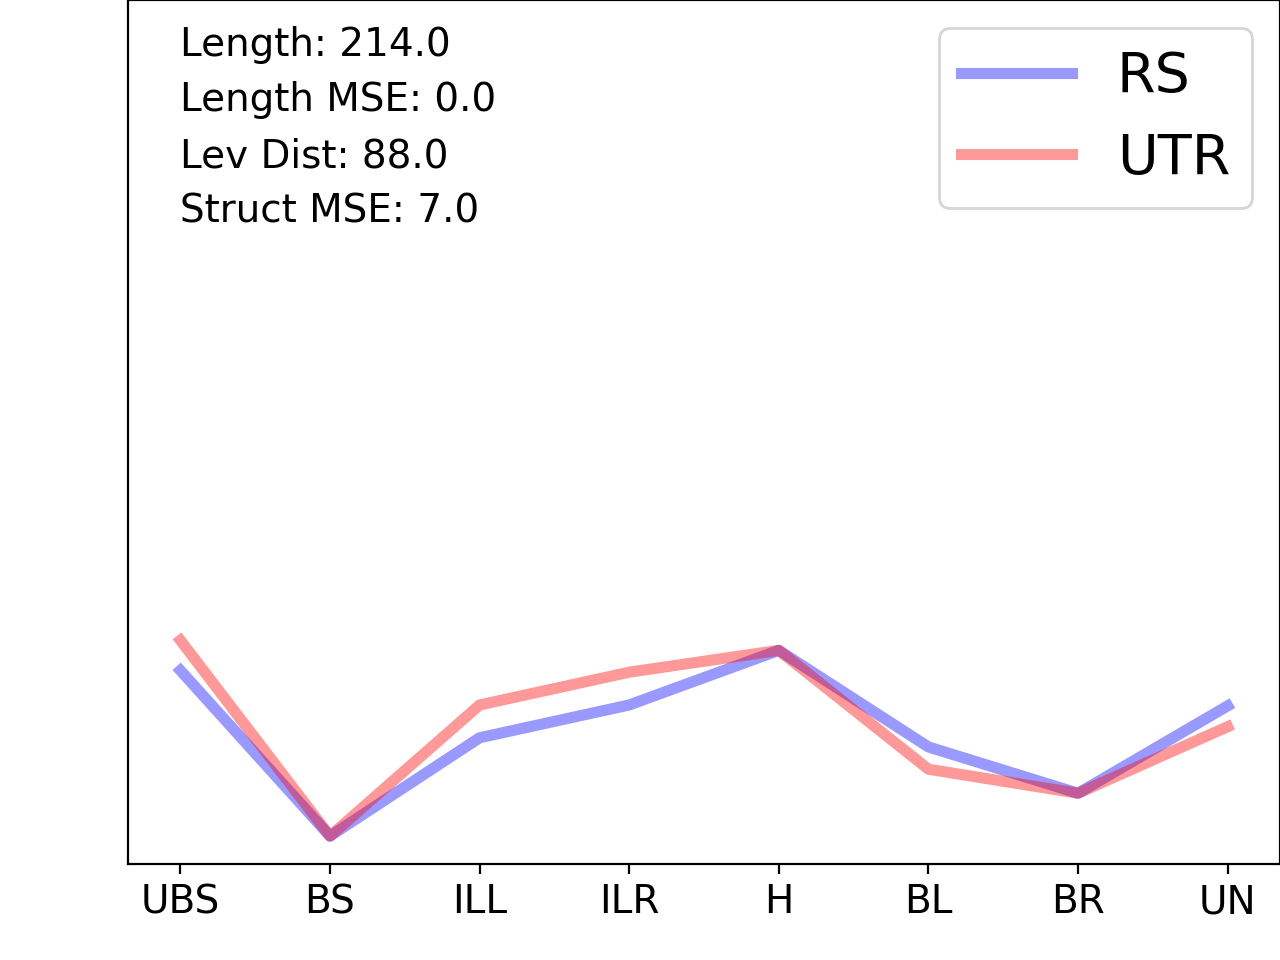 Length: 214.0
Length MSE: 0.0
Lev Dist: 88.0
Struct MSE: 7.0
RS
UTR
UBS BS ILL ILR H BL BR UN